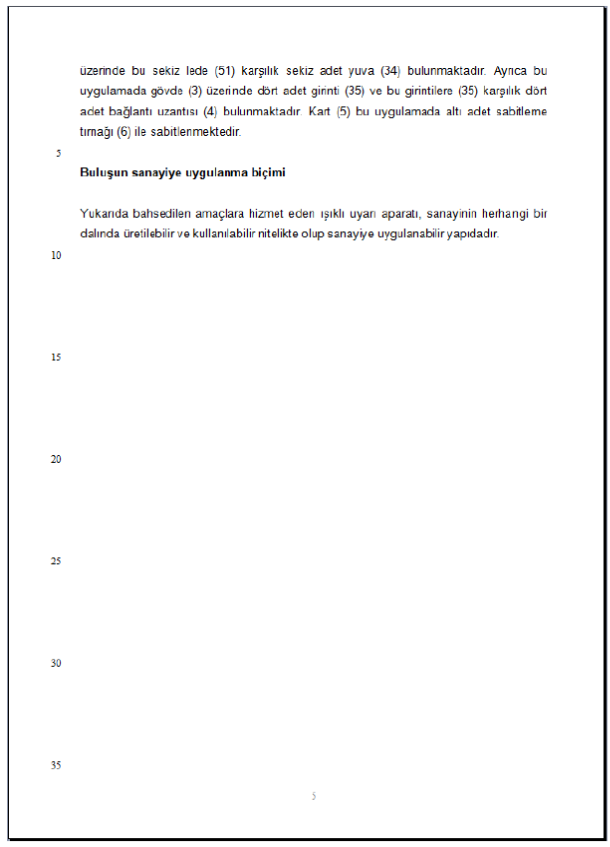 üzerinde bu sekiz lede (51) karşılık sekiz adet yuva (34) bulunmaktadır. Ayrıca bu
uygulamada gövde (3) üzerinde dört adet girinti (35) ve bu girintilere (35) karşılık dört
adet bağlantı uzantısı (4) bulunmaktadır. Kart (5) bu uygulamada altı adet sabitleme
tırnağı (6) ile sabitlenmektedir.
5
Buluşun sanayiye uygulanma biçimi
Yukarıda bahsedilen amaçlara hizmet eden ışıklı uyarı aparatı, sanayinin herhangi bir
dalında üretilebilir ve kullanılabilir nitelikte olup sanayiye uygulanabilir yapıdadır.
10
15
20
25
30
35
5